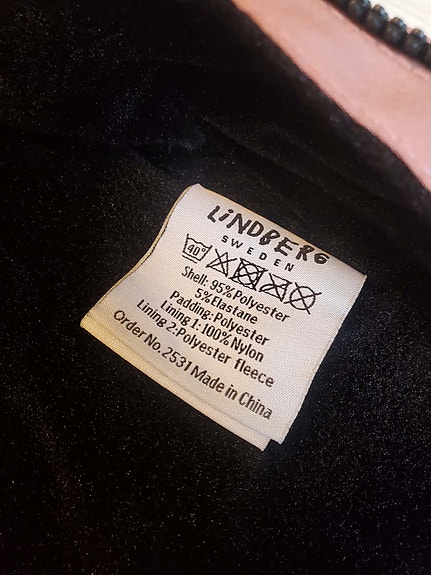 LiNDBERG
SWEDEN
40°
Shell: 95%Polyester
5%Elastane
Padding:Polyester
Lining 1:100%Nylon
Lining 2:Polyester fleece
Order No.2531 Made in China